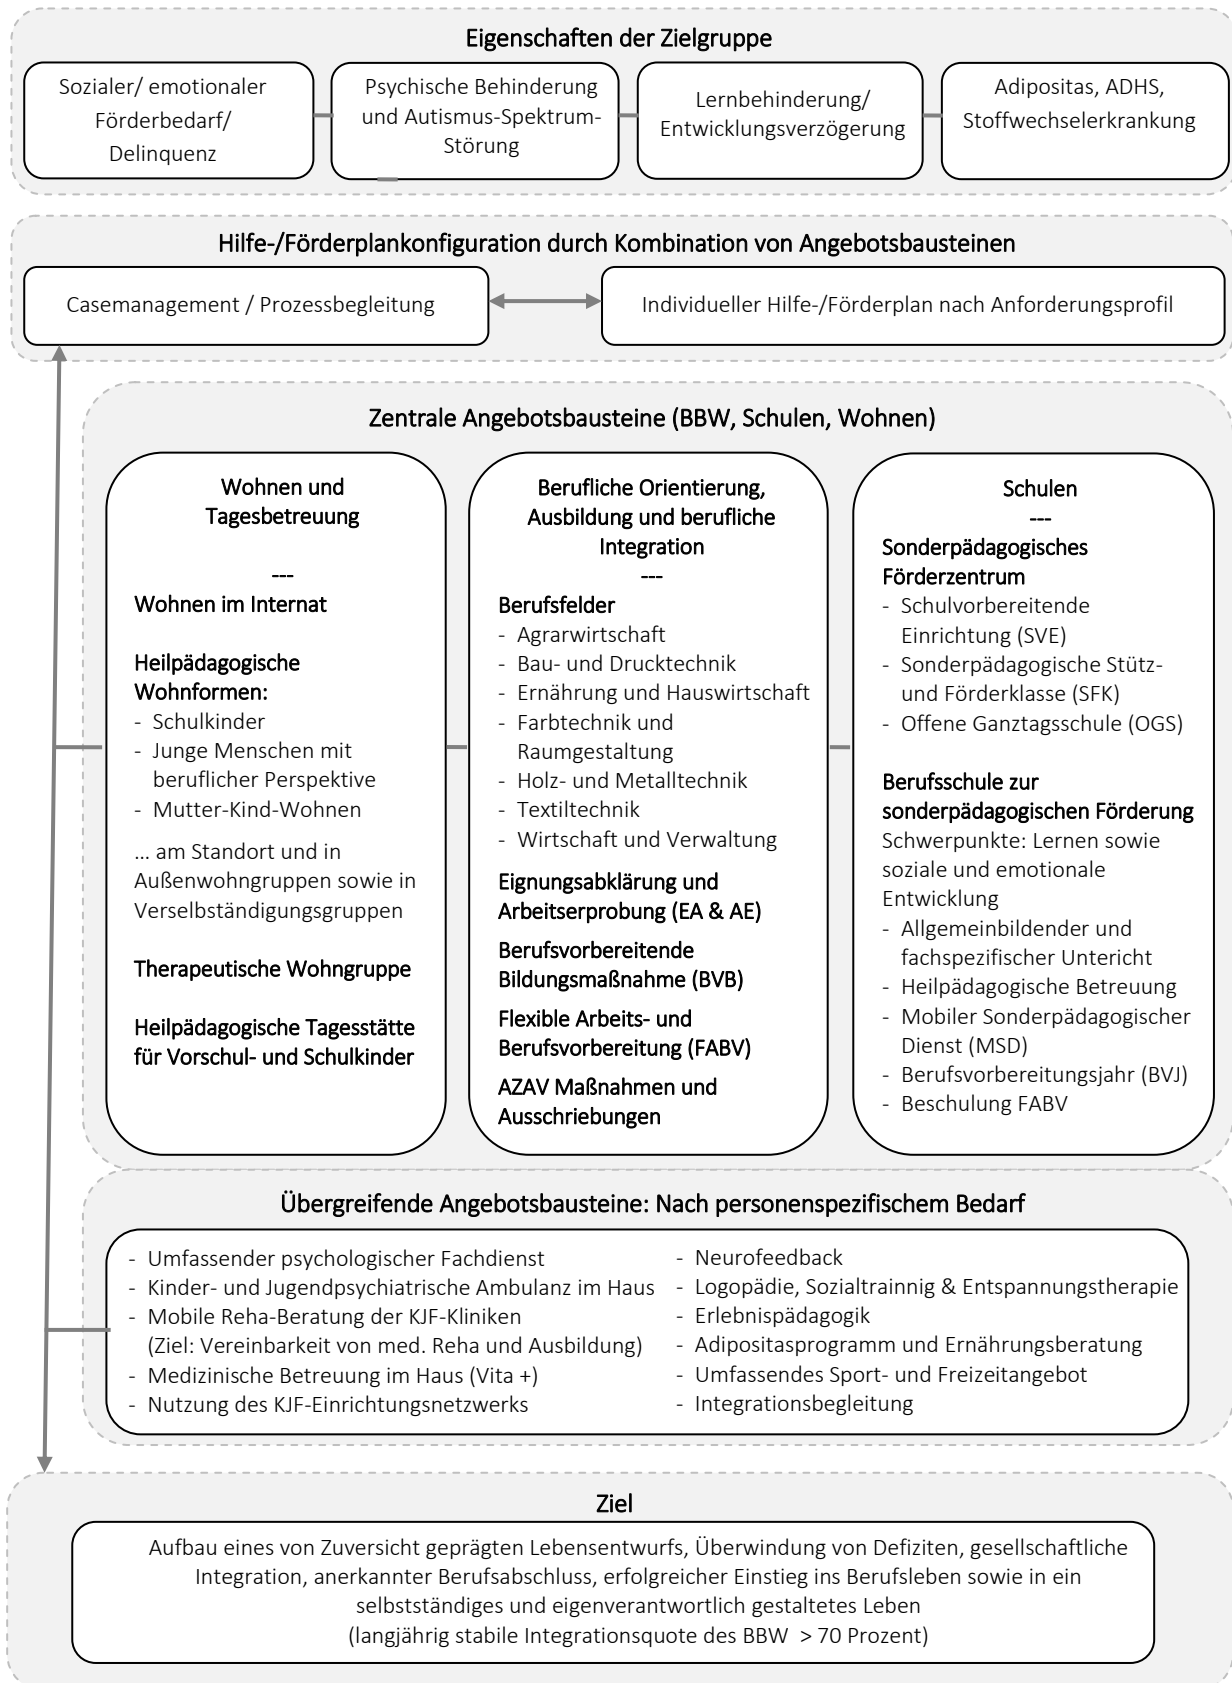 Eigenschaften der Zielgruppe
Sozialer/ emotionaler
Förderbedarf/
Delinquenz
Psychische Behinderung
und Autismus-Spektrum-
Störung
Lernbehinderung/
Entwicklungsverzögerung
Adipositas, ADHS,
Stoffwechselerkrankung
Hilfe-/Förderplankonfiguration durch Kombination von Angebotsbausteinen
Casemanagement / Prozessbegleitung
Individueller Hilfe-/Förderplan nach Anforderungsprofil
Zentrale Angebotsbausteine (BBW, Schulen, Wohnen)
Wohnen und
Tagesbetreuung
---
Wohnen im Internat
Heilpädagogische
Wohnformen:
- Schulkinder
- Junge Menschen mit
beruflicher Perspektive
- Mutter-Kind-Wohnen
... am Standort und in
Außenwohngruppen sowie in
Verselbständigungsgruppen
Therapeutische Wohngruppe
Heilpädagogische Tagesstätte
für Vorschul- und Schulkinder
Berufliche Orientierung,
Ausbildung und berufliche
Integration
---
Berufsfelder
- Agrarwirtschaft
- Bau- und Drucktechnik
- Ernährung und Hauswirtschaft
- Farbtechnik und
Raumgestaltung
- Holz- und Metalltechnik
- Textiltechnik
- Wirtschaft und Verwaltung
Eignungsabklärung und
Arbeitserprobung (EA & AE)
Berufsvorbereitende
Bildungsmaßnahme (BVB)
Flexible Arbeits- und
Berufsvorbereitung (FABV)
AZAV Maßnahmen und
Ausschriebungen
Schulen
---
Sonderpädagogisches
Förderzentrum
- Schulvorbereitende
Einrichtung (SVE)
- Sonderpädagogische Stütz-
und Förderklasse (SFK)
- Offene Ganztagsschule (OGS)
Berufsschule zur
sonderpädagogischen Förderung
Schwerpunkte: Lernen sowie
soziale und emotionale
Entwicklung
- Allgemeinbildender und
fachspezifischer Unterricht
- Heilpädagogische Betreuung
- Mobiler Sonderpädagogischer
Dienst (MSD)
- Berufsvorbereitungsjahr (BVJ)
- Beschulung FABV
Übergreifende Angebotsbausteine: Nach personenspezifischem Bedarf
- Umfassender psychologischer Fachdienst
- Kinder- und Jugendpsychiatrische Ambulanz im Haus
- Mobile Reha-Beratung der KJF-Kliniken
(Ziel: Vereinbarkeit von med. Reha und Ausbildung)
- Medizinische Betreuung im Haus (Vita +)
- Nutzung des KJF-Einrichtungsnetzwerks
- Neurofeedback
- Logopädie, Sozialtrainnig & Entspannungstherapie
- Erlebnispädagogik
- Adipositasprogramm und Ernährungsberatung
- Umfassendes Sport- und Freizeitangebot
- Integrationsbegleitung
Ziel
Aufbau eines von Zuversicht geprägten Lebensentwurfs, Überwindung von Defiziten, gesellschaftliche
Integration, anerkannter Berufsabschluss, erfolgreicher Einstieg ins Berufsleben sowie in ein
selbstständiges und eigenverantwortlich gestaltetes Leben
(langjährig stabile Integrationsquote des BBW > 70 Prozent)